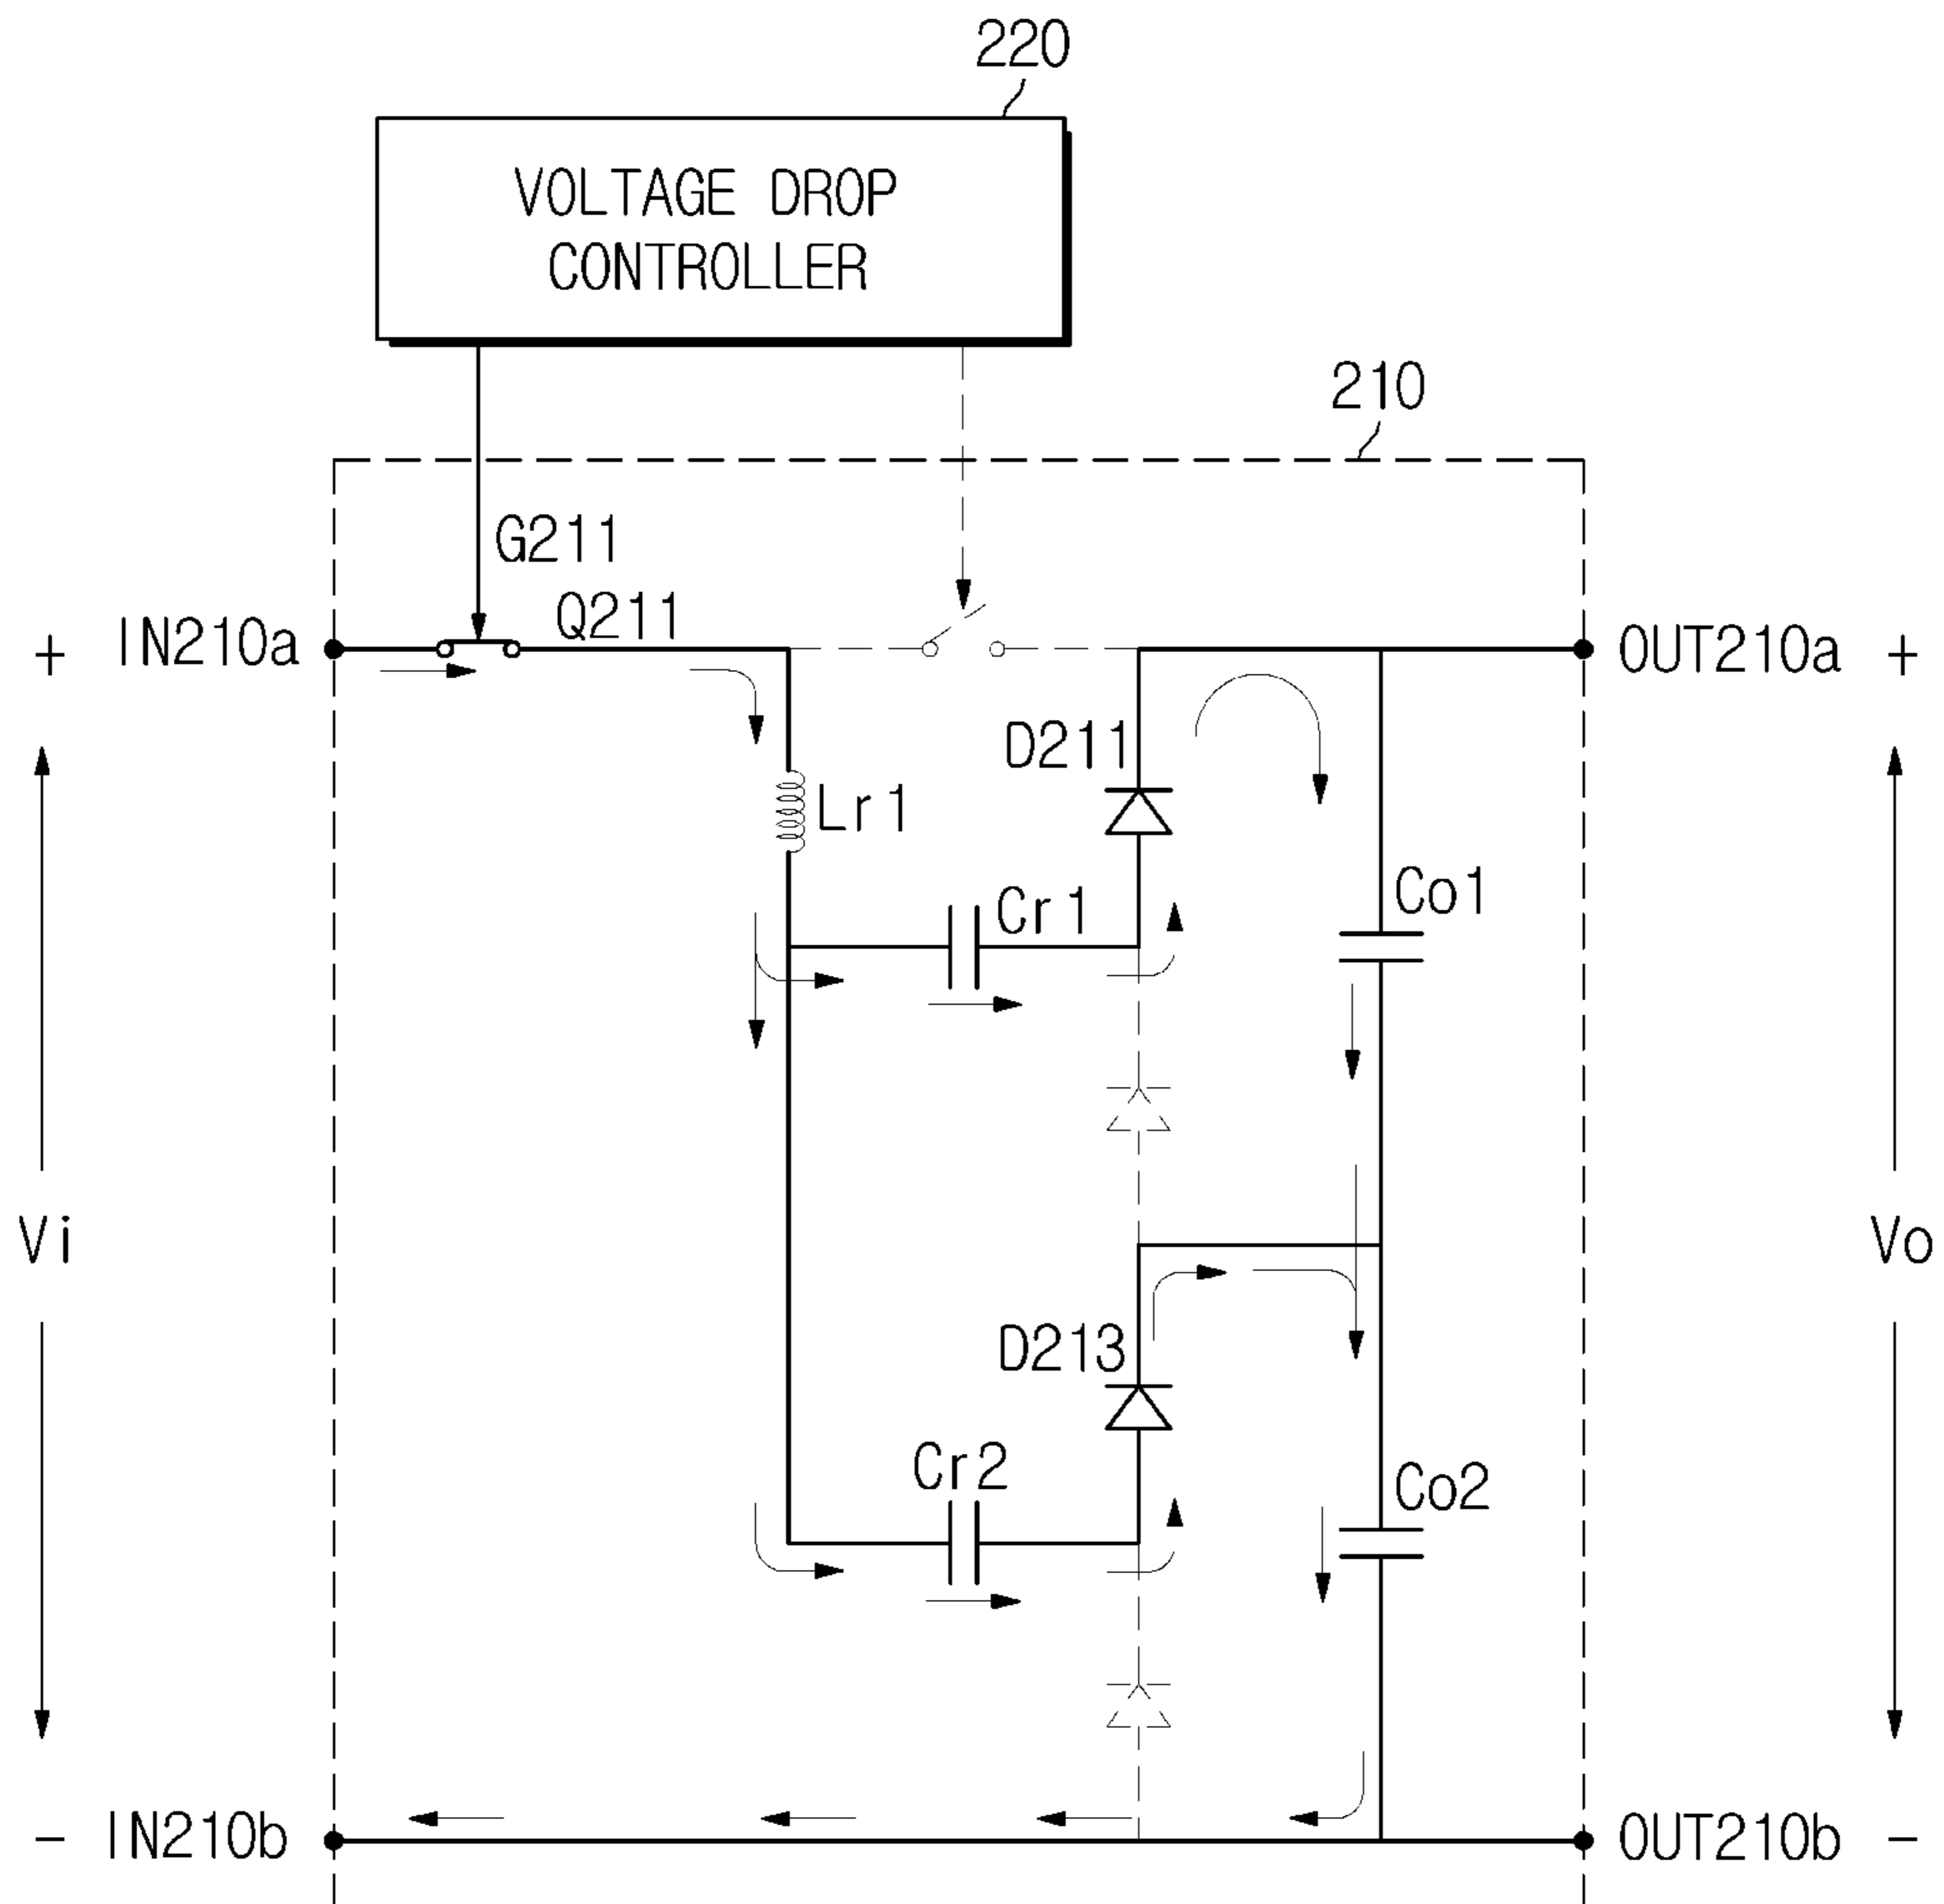 220
VOLTAGE DROP
CONTROLLER
210
G211
Q211
+ IN210a
OUT210a +
D211
Lr1
Cr1
Co1
Vi
Vo
D213
Cr2
Co2
- IN210b
OUT210b -